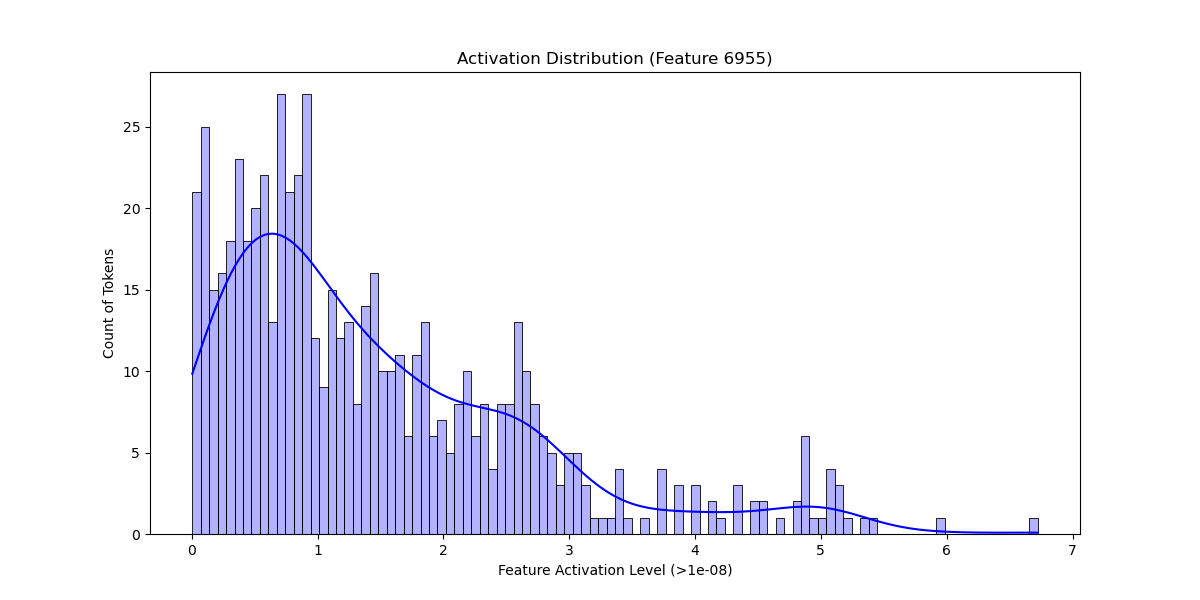 Activation Distribution (Feature 6955)
Count of Tokens
25
20
15
10
5
0
0 1 2 3 4 5 6 7
Feature Activation Level (>1e-08)